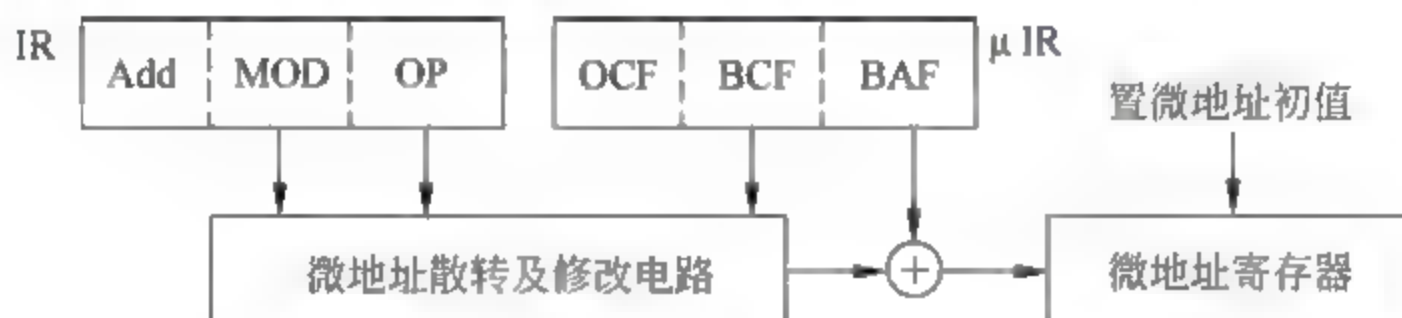 IR
Add MOD OP
OCF BCF BAF
μ IR
置微地址初值
微地址散转及修改电路
+
微地址寄存器